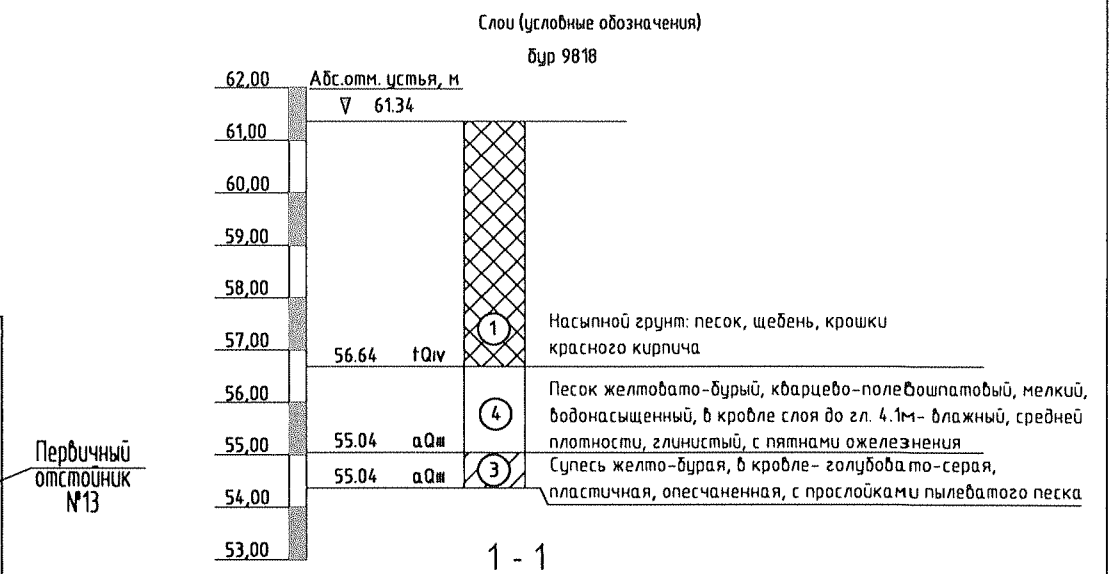 Слои (условные обозначения)
бур 9818
62,00
Абс.отм. устья, м
61.34
61,00
60,00
59,00
58,00
57,00
1
Насыпной грунт: песок, щебень, крошки
красного кирпича
56.64 tQIV
56,00
4
Песок желтовато-бурый, кварцево-полевошпатовый, мелкий,
водонасыщенный, в кровле слоя до гл. 4.1м- влажный, средней
плотности, глинистый, с пятнами ожелезнения
55,00
55.04 aQIII
3
Супесь желто-бурая, в кровле- голубовато-серая,
пластичная, опесчаненная, с прослойками пылеватого песка
55.04 aQIII
54,00
53,00
Первичный
отстойник
№13
1 - 1